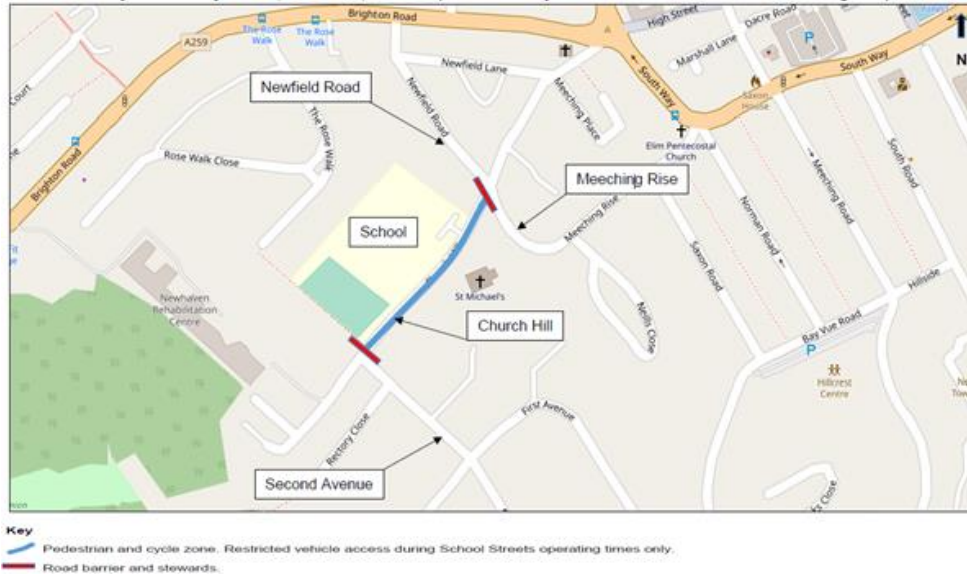 Brighton Road
High Street
Dacre Road
P
The Rose
Walk
The Rose
Walk
A259
Marshall Lane
South Way
South Way
N
Newfield Lane
Newfield Road
Newfield Road
Meeching Place
Saxon
House
Court
The Rose Walk
Elim Pentecostal
Church
Rose Walk Close
Brighton Road
Meeching Rise
Meeching Rise
South Road
Meeching Road
Norman Road
School
Saxon Road
St Michael's
Newhaven
Rehabilitation
Centre
Hillside
Church Hill
Neills Close
Bay Vue Road
P
Hillcrest
Centre
First Avenue
Rectory Close
Second Avenue
Close
Key
Pedestrian and cycle zone. Restricted vehicle access during School Streets operating times only.
Road barrier and stewards.